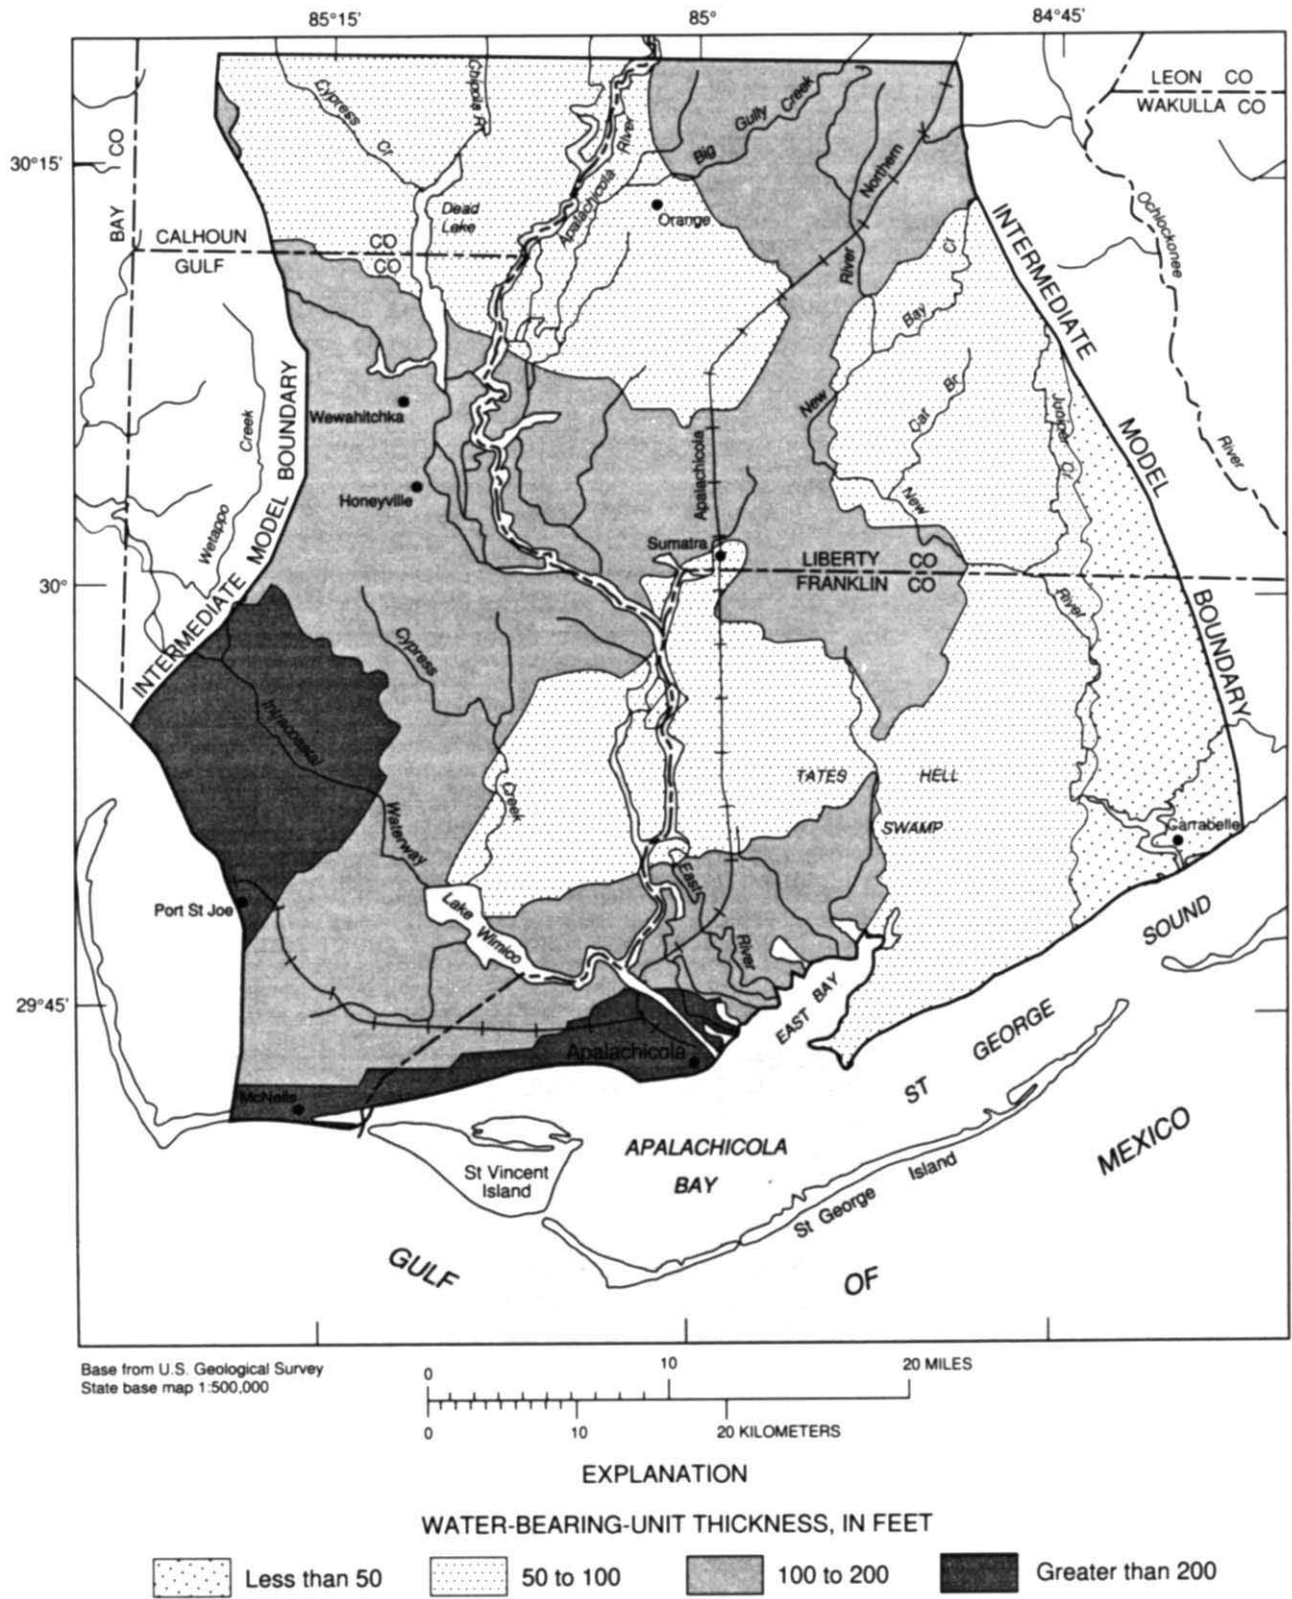 85°15'
85°
84°45'
LEON CO
WAKULLA CO
Cypress
Cr
Chipola R
River
Apalachicola
Big
Gully
Creek
Northern
30°15'
BAY CO
Dead
Lake
Orange
CALHOUN CO
GULF CO
River
Cr
Bay
INTERMEDIATE
MODEL
BOUNDARY
Ochlockonee
River
Wewahitchka
Honeyville
Creek
Wetappo
INTERMEDIATE MODEL BOUNDARY
Apalachicola
New
Car
Br
Juniper
Cr
New
Sumatra
LIBERTY CO
FRANKLIN CO
30°
River
Cypress
Creek
Intracoastal
Waterway
TATES
HELL
SWAMP
Carrabelle
Port St Joe
Lake
Wimico
East
River
29°45'
EAST BAY
SOUND
GEORGE
ST
Apalachicola
McNeils
APALACHICOLA
BAY
St Vincent
Island
St George
Island
MEXICO
GULF
OF
Base from U.S. Geological Survey
State base map 1:500,000
0
10
20 MILES
0
10
20 KILOMETERS
EXPLANATION
WATER-BEARING-UNIT THICKNESS, IN FEET
Less than 50
50 to 100
100 to 200
Greater than 200